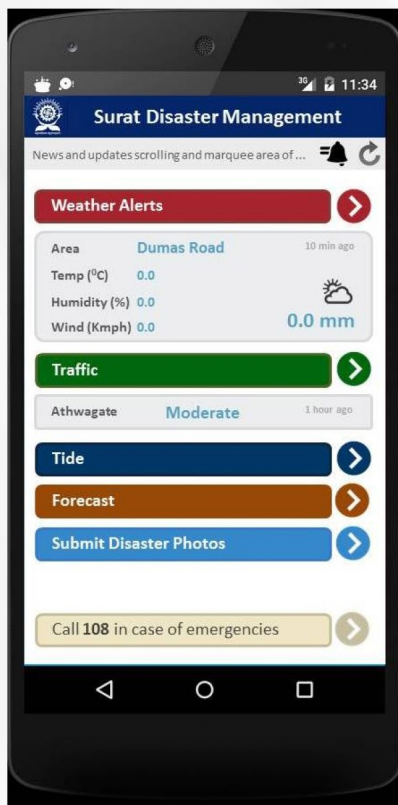 3G 11:34
Surat Disaster Management
News and updates scrolling and marquee area of ...
Weather Alerts
Area Dumas Road 10 min ago
Temp (⁰C) 0.0
Humidity (%) 0.0
Wind (Kmph) 0.0 0.0 mm
Traffic
Athwagate Moderate 1 hour ago
Tide
Forecast
Submit Disaster Photos
Call 108 in case of emergencies